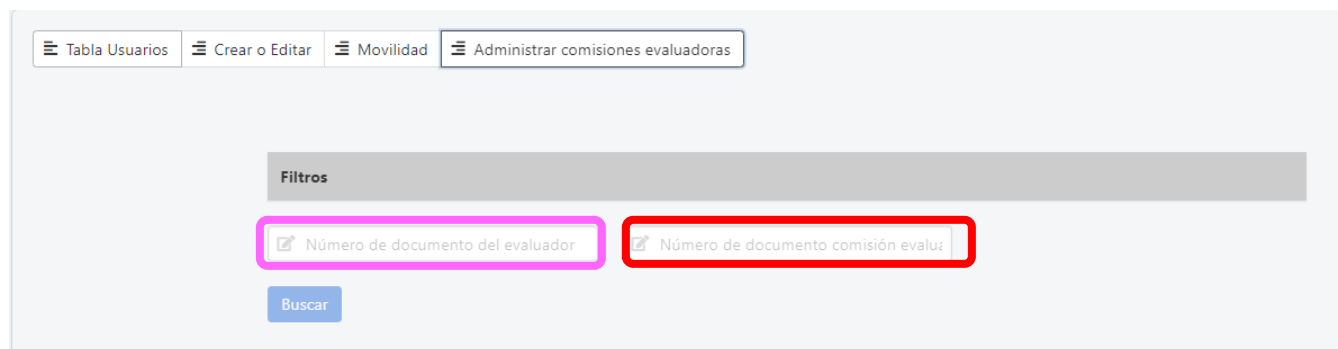 Tabla Usuarios Crear o Editar Movilidad Administrar comisiones evaluadoras
Filtros
Número de documento del evaluador Número de documento comisión evalua
Buscar